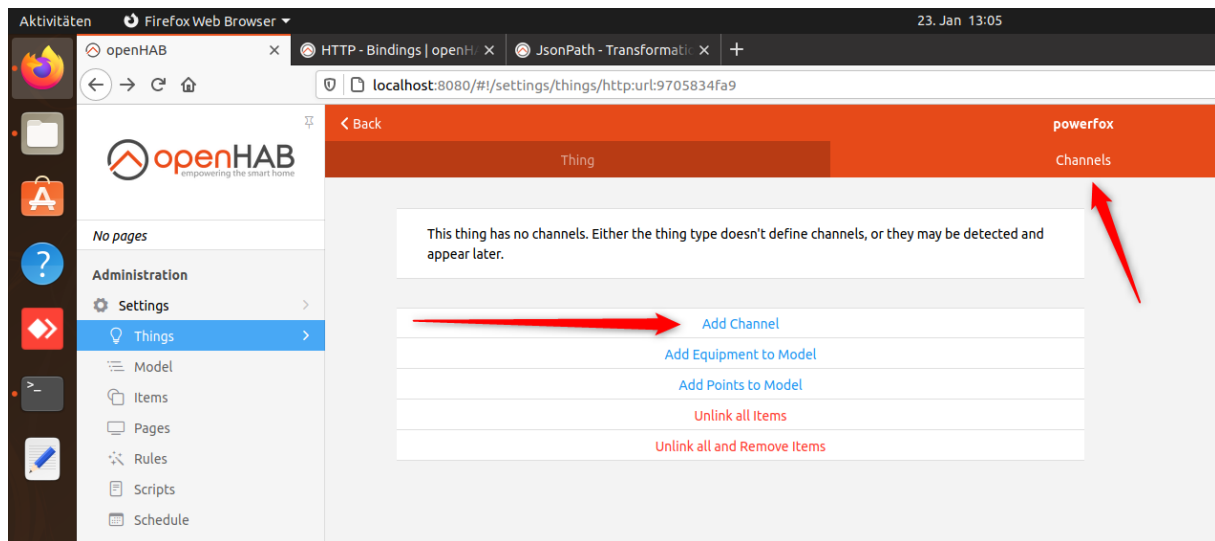 Aktivitäten Firefox Web Browser 23. Jan 13:05
openHAB HTTP - Bindings | openH JsonPath - Transformatic
localhost:8080/#!/settings/things/http:url:9705834fa9
Back powerfox
openHAB
empowering the smart home
Thing Channels
No pages
This thing has no channels. Either the thing type doesn't define channels, or they may be detected and
appear later.
Administration
Settings
Things
Model
Items
Pages
Rules
Scripts
Schedule
Add Channel
Add Equipment to Model
Add Points to Model
Unlink all Items
Unlink all and Remove Items